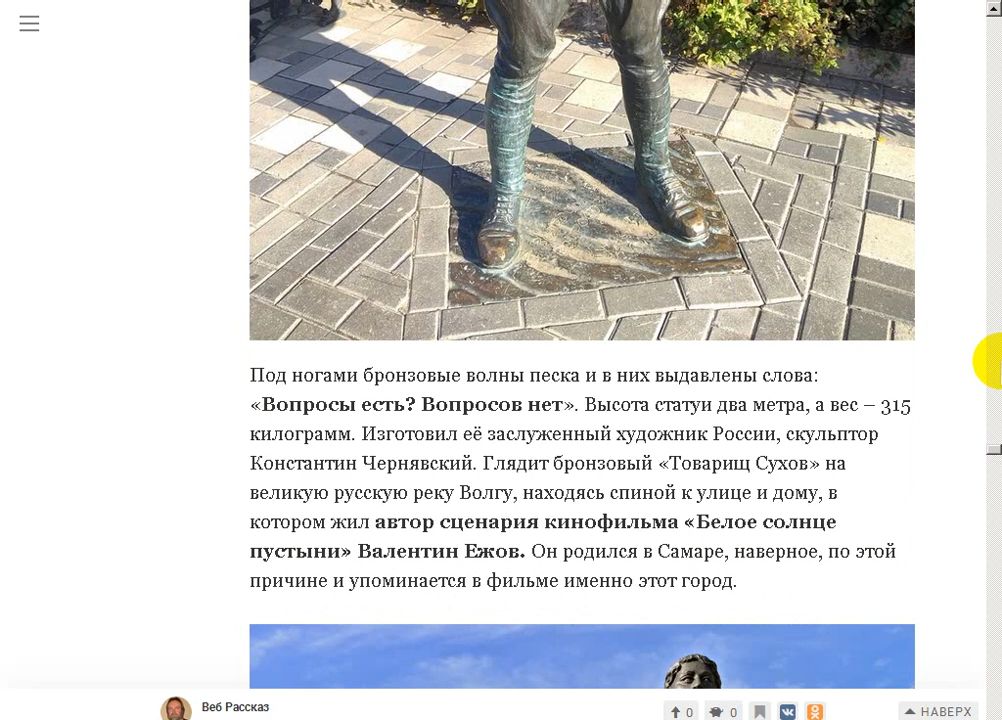 Под ногами бронзовые волны песка и в них выдавлены слова:
«Вопросы есть? Вопросов нет». Высота статуи два метра, а вес – 315
килограмм. Изготовил её заслуженный художник России, скульптор
Константин Чернявский. Глядит бронзовый «Товарищ Сухов» на
великую русскую реку Волгу, находясь спиной к улице и дому, в
котором жил автор сценария кинофильма «Белое солнце
пустыни» Валентин Ежов. Он родился в Самаре, наверное, по этой
причине и упоминается в фильме именно этот город.
Веб Рассказ
0 0 НАВЕРХ